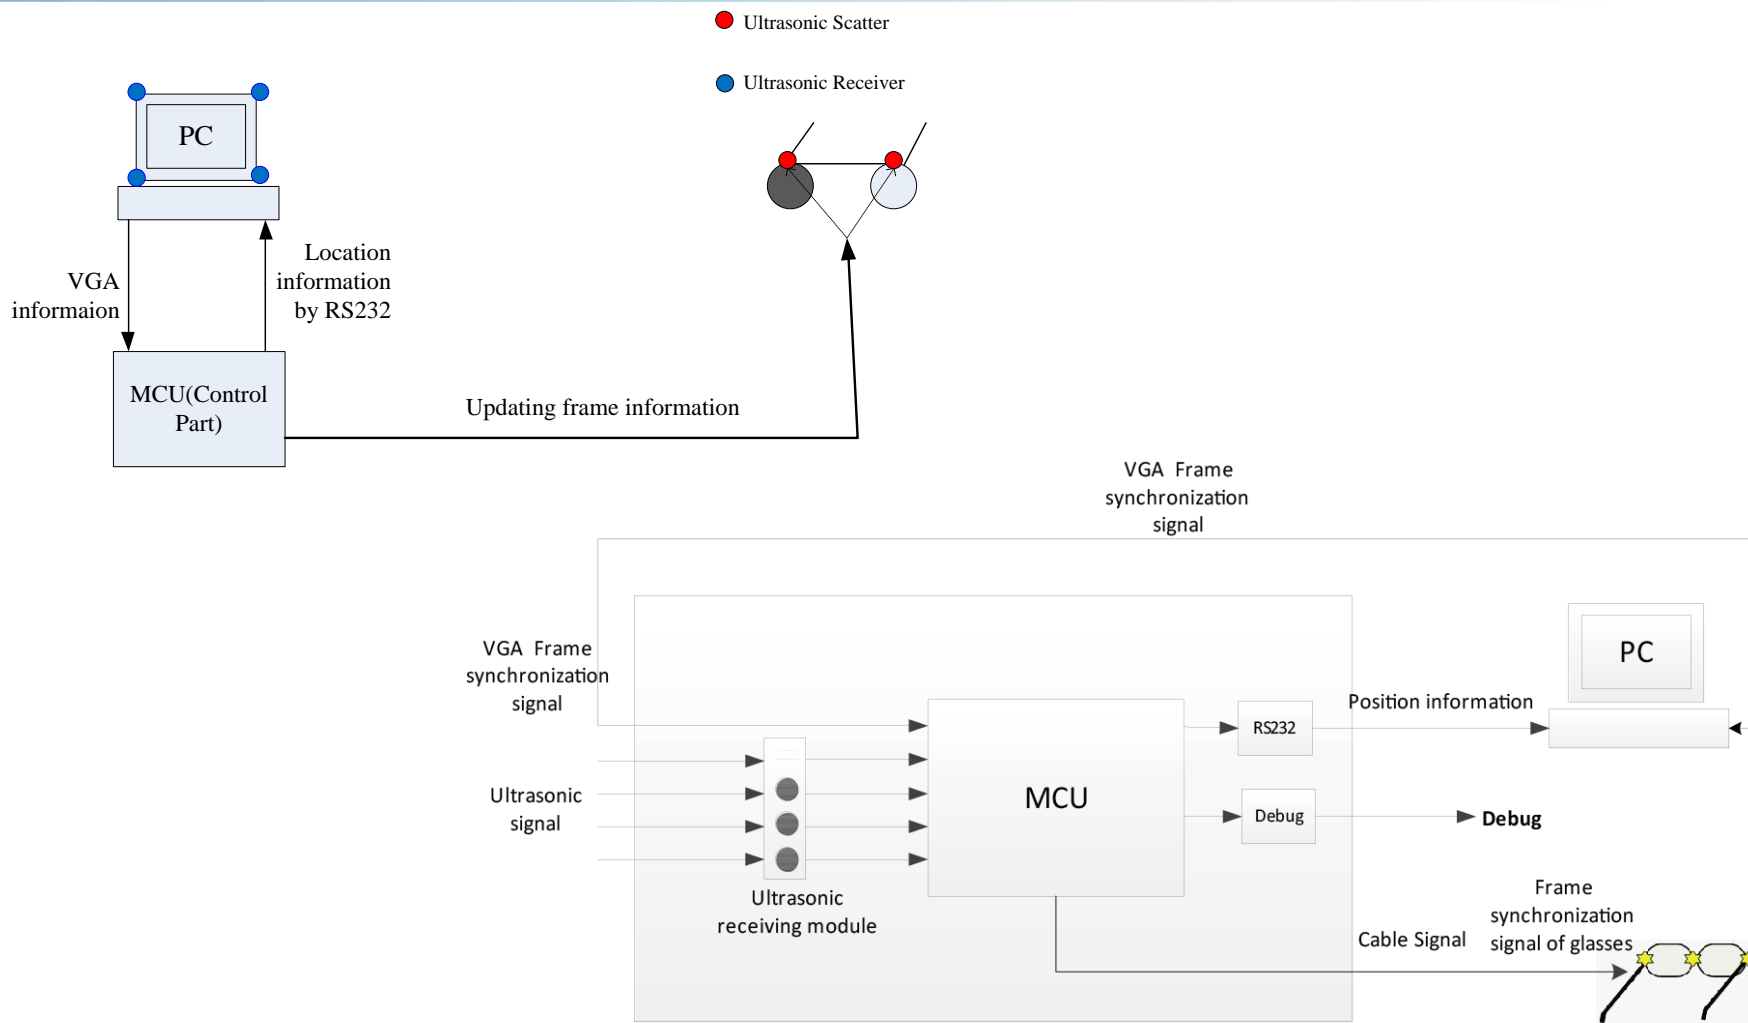 Ultrasonic Scatter
Ultrasonic Receiver
PC
VGA
informaion
Location
information
by RS232
MCU(Control
Part)
Updating frame information
VGA Frame
synchronization
signal
VGA Frame
synchronization
signal
Ultrasonic
signal
Ultrasonic
receiving module
MCU
RS232
Debug
Position information
PC
Debug
Cable Signal
Frame
synchronization
signal of glasses